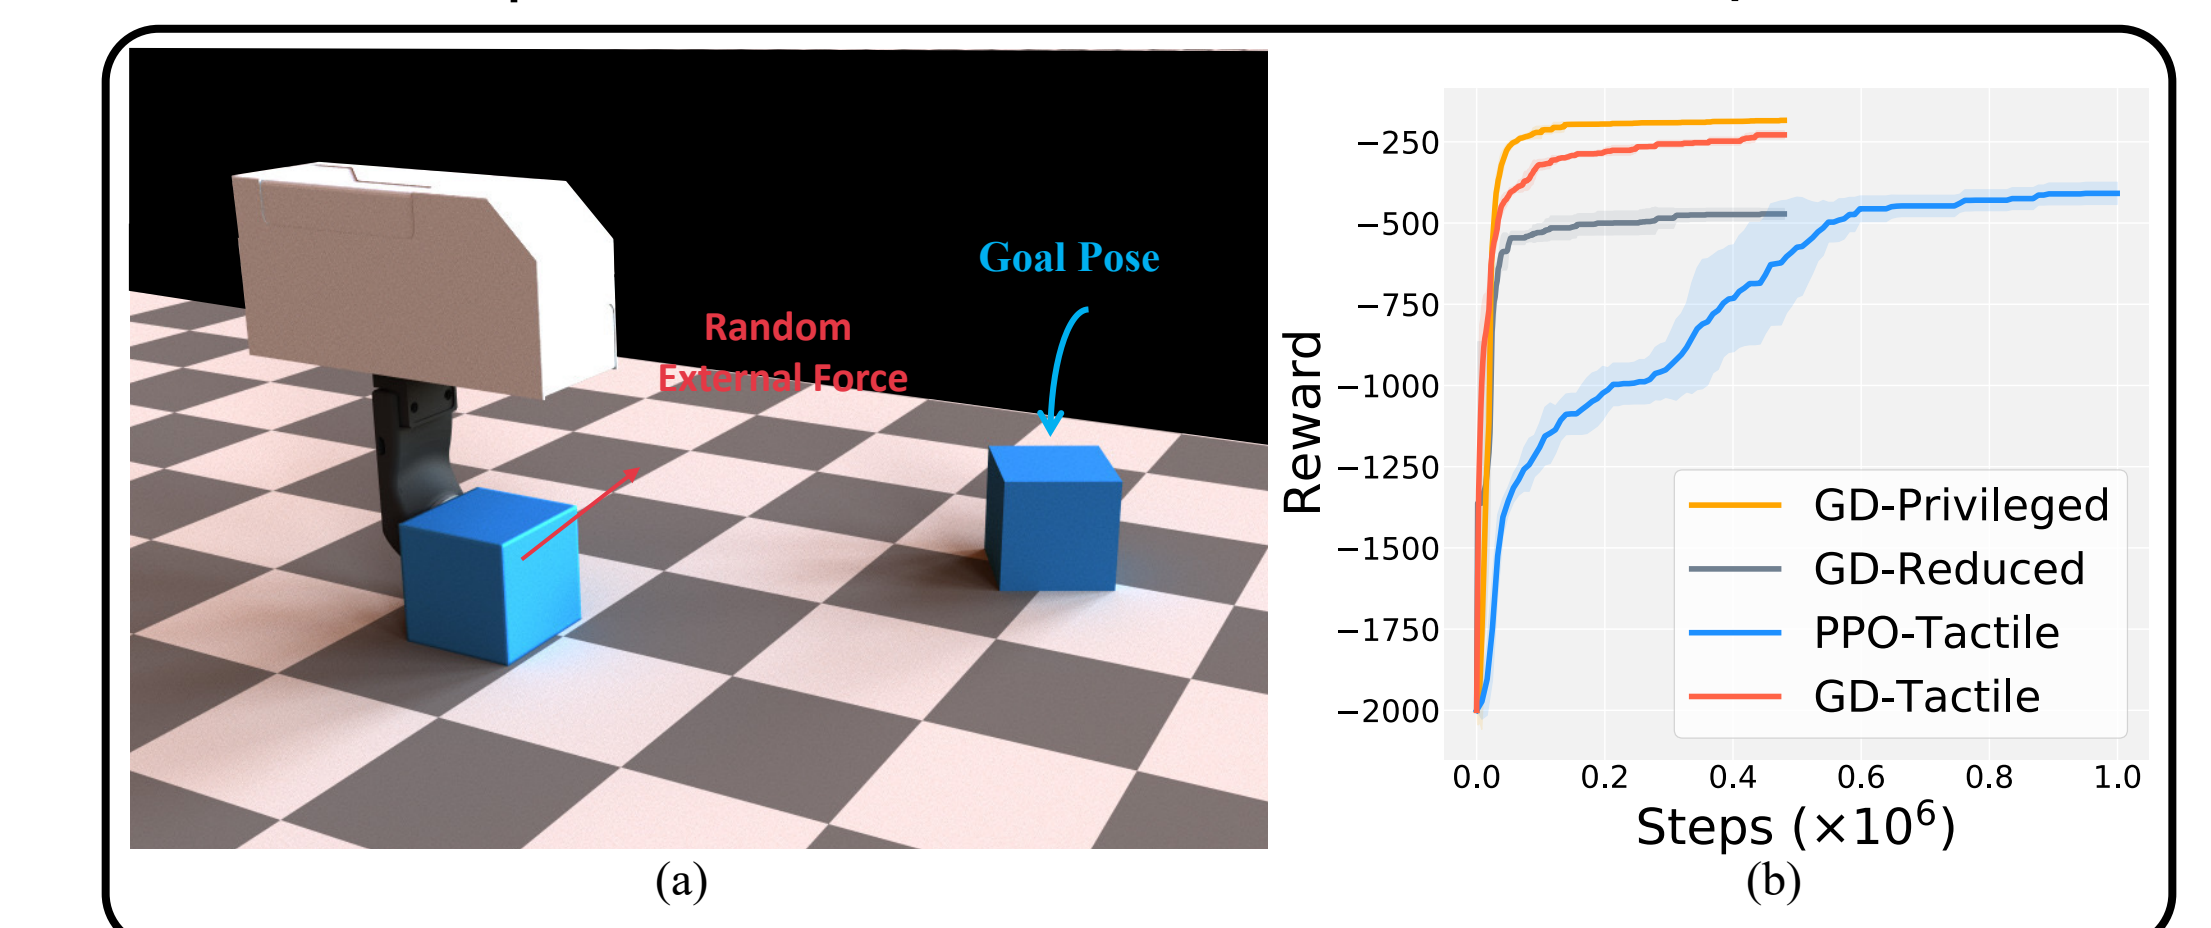 Goal Pose
Random
External Force
(a)
Reward
−250
−500
−750
−1000
−1250
−1500
−1750
−2000
GD-Privileged
GD-Reduced
PPO-Tactile
GD-Tactile
0.0 0.2 0.4 0.6 0.8 1.0
Steps (×10⁶)
(b)